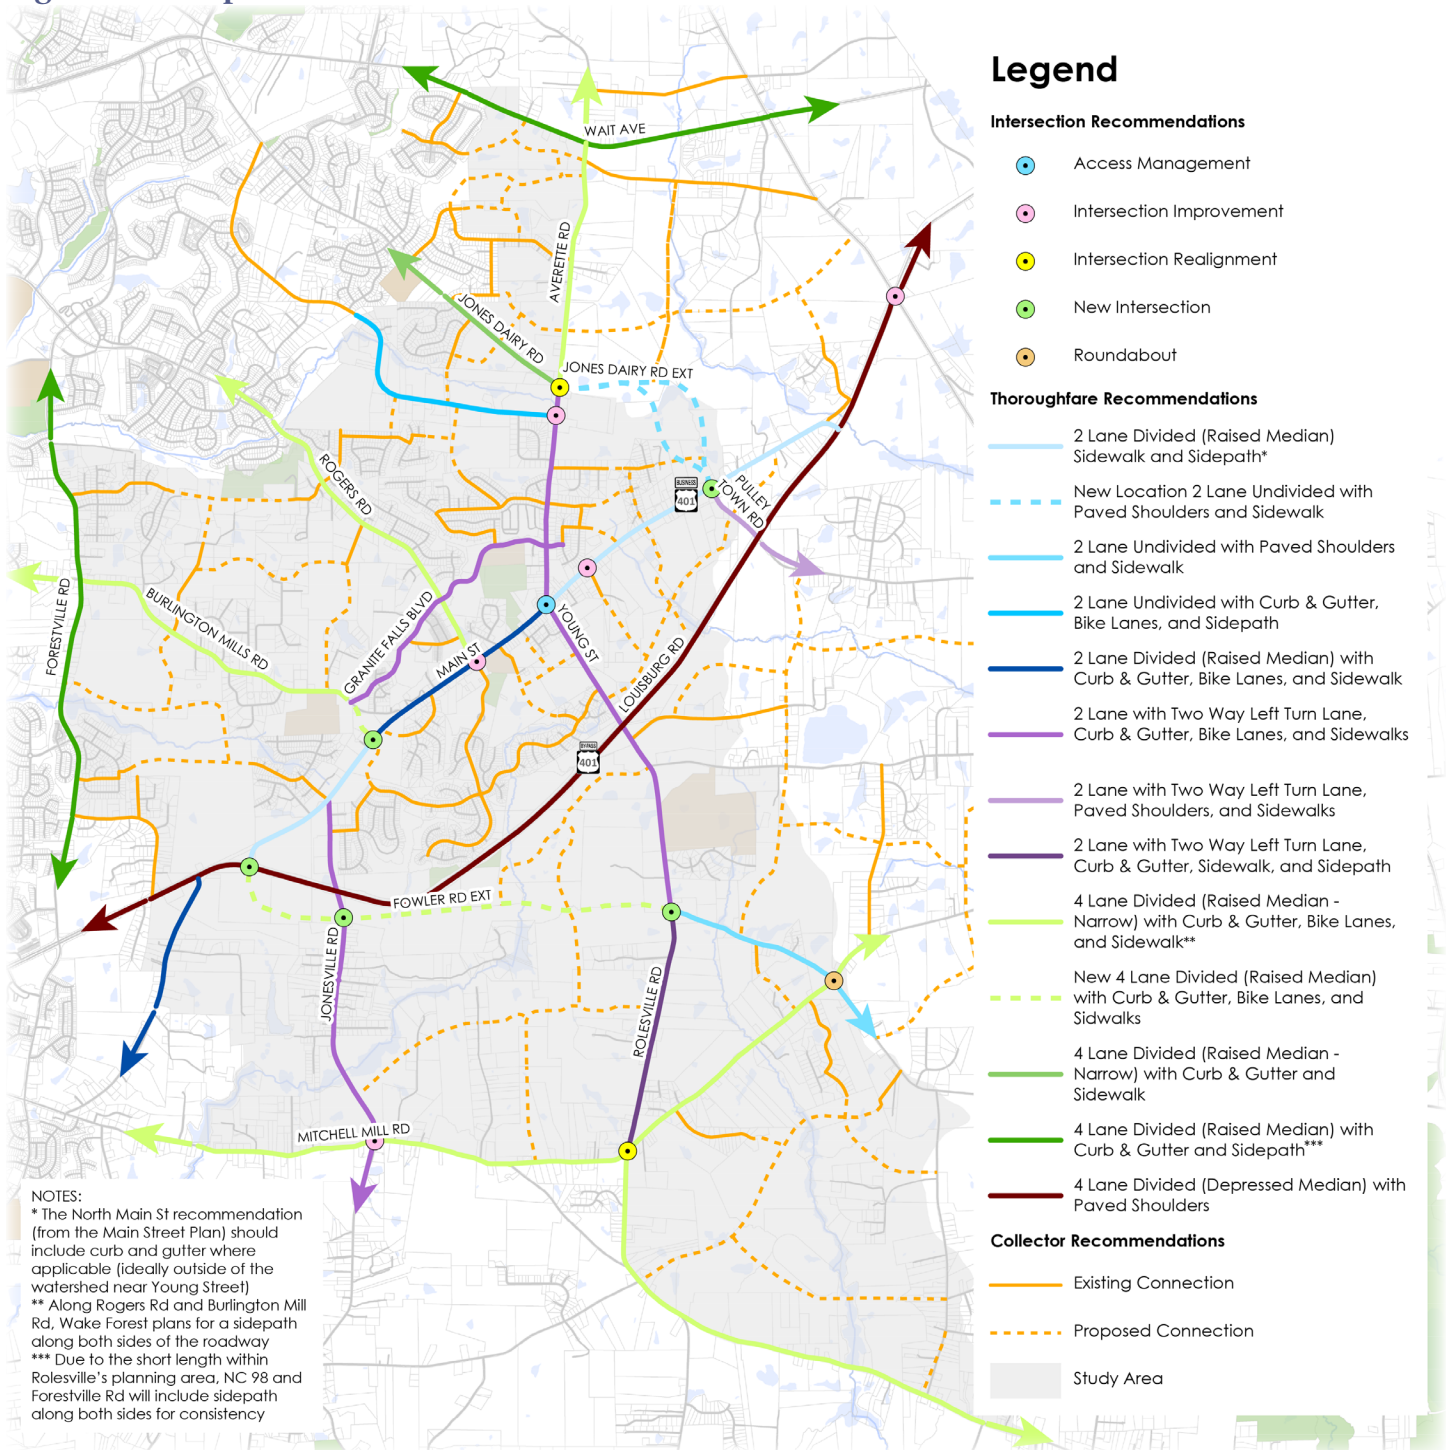 WAIT AVE
AVERETTE RD
JONES DAIRY RD
JONES DAIRY RD EXT
ROGERS RD
BUSINESS
401
PULLEY
TOWN RD
FORESTVILLE RD
BURLINGTON MILLS RD
GRANITE FALLS BLVD
MAIN ST
YOUNG ST
LOUISBURG RD
BYPASS
401
FOWLER RD EXT
JONESVILLE RD
ROLESVILLE RD
MITCHELL MILL RD
NOTES:
* The North Main St recommendation
(from the Main Street Plan) should
include curb and gutter where
applicable (ideally outside of the
watershed near Young Street)
** Along Rogers Rd and Burlington Mill
Rd, Wake Forest plans for a sidepath
along both sides of the roadway
*** Due to the short length within
Rolesville's planning area, NC 98 and
Forestville Rd will include sidepath
along both sides for consistency
Legend
Intersection Recommendations
Access Management
Intersection Improvement
Intersection Realignment
New Intersection
Roundabout
Thoroughfare Recommendations
2 Lane Divided (Raised Median)
Sidewalk and Sidepath*
New Location 2 Lane Undivided with
Paved Shoulders and Sidewalk
2 Lane Undivided with Paved Shoulders
and Sidewalk
2 Lane Undivided with Curb & Gutter,
Bike Lanes, and Sidepath
2 Lane Divided (Raised Median) with
Curb & Gutter, Bike Lanes, and Sidewalk
2 Lane with Two Way Left Turn Lane,
Curb & Gutter, Bike Lanes, and Sidewalks
2 Lane with Two Way Left Turn Lane,
Paved Shoulders, and Sidewalks
2 Lane with Two Way Left Turn Lane,
Curb & Gutter, Sidewalk, and Sidepath
4 Lane Divided (Raised Median -
Narrow) with Curb & Gutter, Bike Lanes,
and Sidewalk**
New 4 Lane Divided (Raised Median)
with Curb & Gutter, Bike Lanes, and
Sidwalks
4 Lane Divided (Raised Median -
Narrow) with Curb & Gutter and
Sidewalk
4 Lane Divided (Raised Median) with
Curb & Gutter and Sidepath***
4 Lane Divided (Depressed Median) with
Paved Shoulders
Collector Recommendations
Existing Connection
Proposed Connection
Study Area